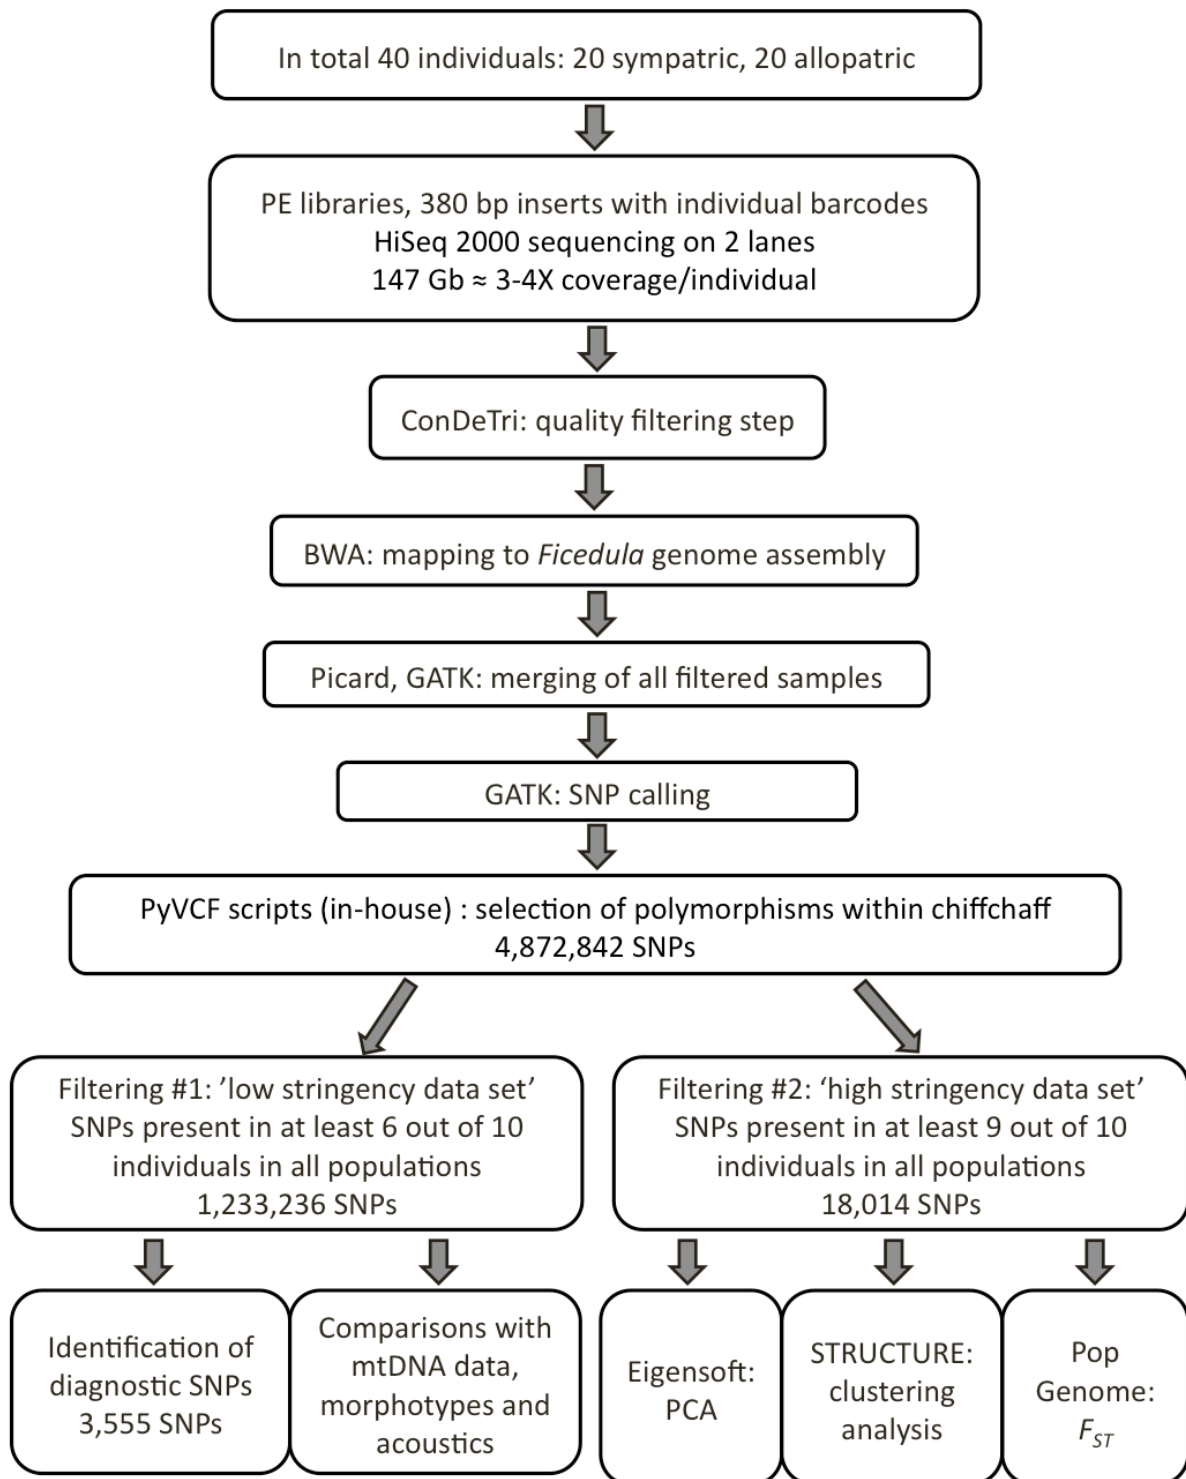 In total 40 individuals: 20 sympatric, 20 allopatric
PE libraries, 380 bp inserts with individual barcodes
HiSeq 2000 sequencing on 2 lanes
147 Gb ≈ 3-4X coverage/individual
ConDeTri: quality filtering step
BWA: mapping to Ficedula genome assembly
Picard, GATK: merging of all filtered samples
GATK: SNP calling
PyVCF scripts (in-house) : selection of polymorphisms within chiffchaff
4,872,842 SNPs
Filtering #1: ’low stringency data set’
SNPs present in at least 6 out of 10
individuals in all populations
1,233,236 SNPs
Filtering #2: ‘high stringency data set’
SNPs present in at least 9 out of 10
individuals in all populations
18,014 SNPs
Identification of
diagnostic SNPs
3,555 SNPs
Comparisons with
mtDNA data,
morphotypes and
acoustics
Eigensoft:
PCA
STRUCTURE:
clustering
analysis
Pop
Genome:
F_ST